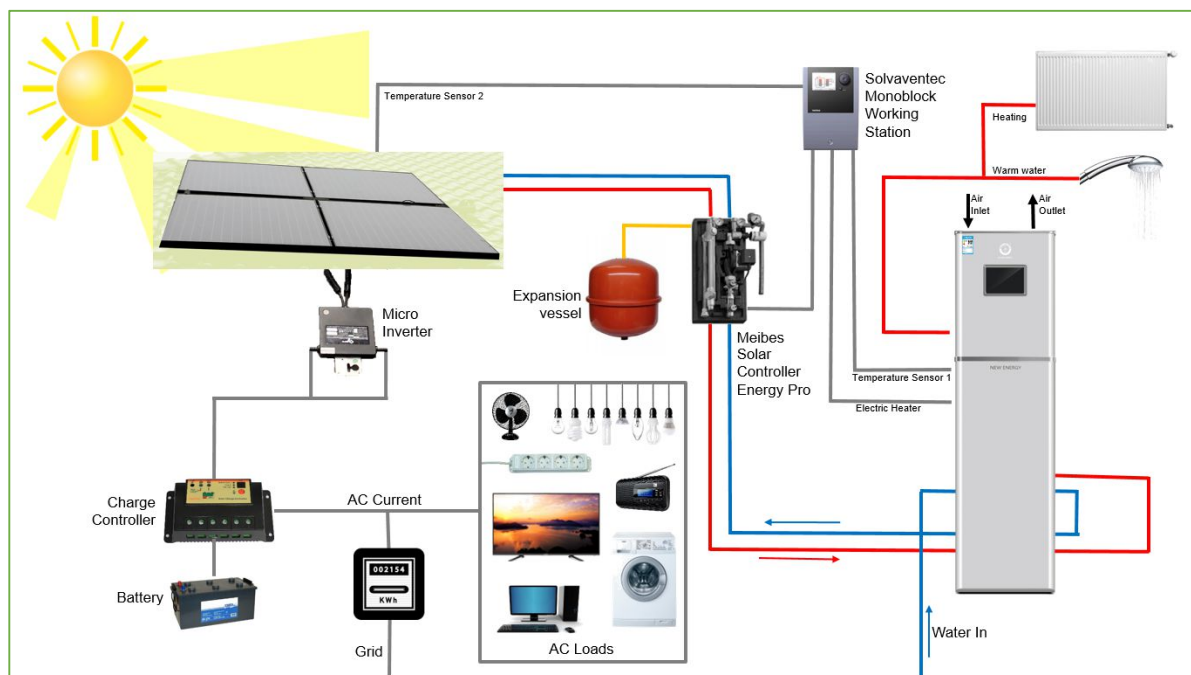 Temperature Sensor 2
Solvaventec
Monoblock
Working
Station
Heating
Warm water
Air
Inlet
Air
Outlet
Expansion
vessel
Micro
Inverter
Meibes
Solar
Controller
Energy Pro
NEW ENERGY
Temperature Sensor 1
Electric Heater
Charge
Controller
AC Current
Battery
002154
KWh
Grid
AC Loads
Water In